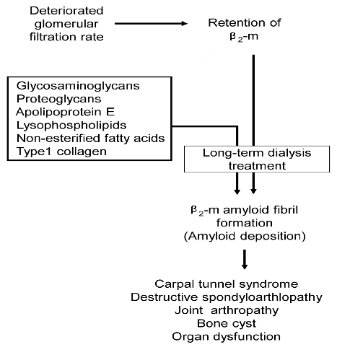 Deteriorated
glomerular
filtration rate
Retention of
β2-m
Glycosaminoglycans
Proteoglycans
Apolipoprotein E
Lysophospholipids
Non-esterified fatty acids
Type1 collagen
Long-term dialysis
treatment
β2-m amyloid fibril
formation
(Amyloid deposition)
Carpal tunnel syndrome
Destructive spondyloarthlopathy
Joint arthropathy
Bone cyst
Organ dysfunction